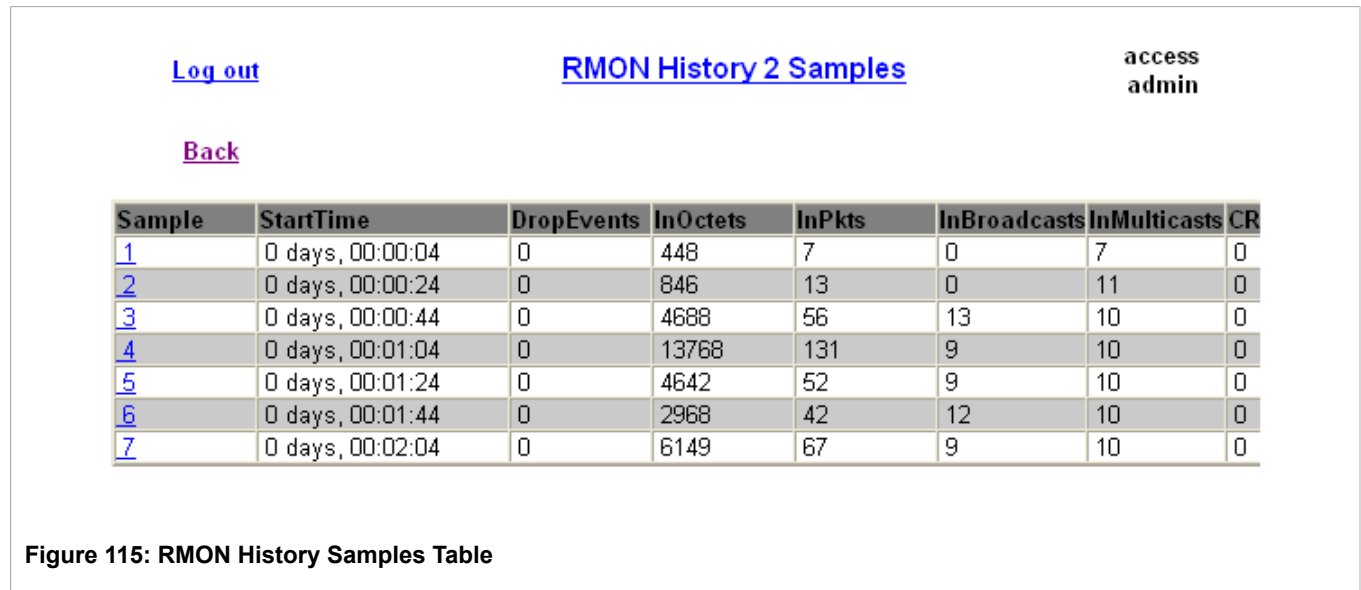 Log out RMON History 2 Samples access
admin
Back
Sample StartTime DropEvents InOctets InPkts InBroadcasts InMulticasts CR
1 0 days, 00:00:04 0 448 7 0 7 0
2 0 days, 00:00:24 0 846 13 0 11 0
3 0 days, 00:00:44 0 4688 56 13 10 0
4 0 days, 00:01:04 0 13768 131 9 10 0
5 0 days, 00:01:24 0 4642 52 9 10 0
6 0 days, 00:01:44 0 2968 42 12 10 0
7 0 days, 00:02:04 0 6149 67 9 10 0
Figure 115: RMON History Samples Table